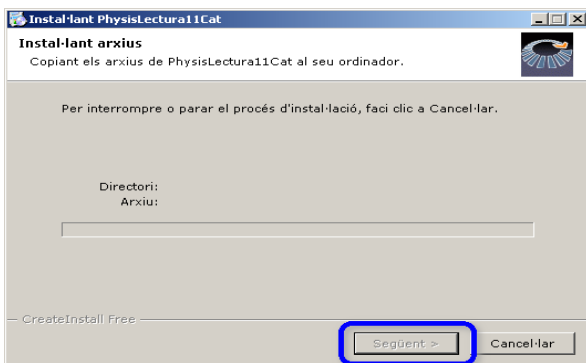 Instal·lant PhysisLectura11Cat
Instal·lant arxius
Copiant els arxius de PhysisLectura11Cat al seu ordinador.
Per interrompre o parar el procés d'instal·lació, faci clic a Cancel·lar.
Directori:
Arxiu:
CreateInstall Free
Següent >
Cancel·lar